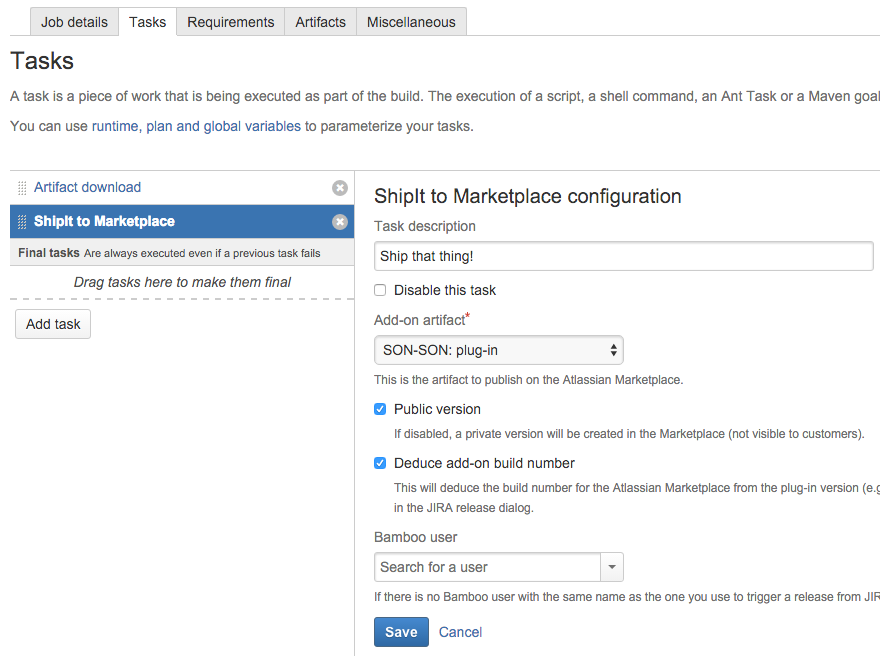 Job details Tasks Requirements Artifacts Miscellaneous
Tasks
A task is a piece of work that is being executed as part of the build. The execution of a script, a shell command, an Ant Task or a Maven goal
You can use runtime, plan and global variables to parameterize your tasks.
Artifact download
ShipIt to Marketplace
Final tasks Are always executed even if a previous task fails
Drag tasks here to make them final
Add task
ShipIt to Marketplace configuration
Task description
Ship that thing!
Disable this task
Add-on artifact*
SON-SON: plug-in
This is the artifact to publish on the Atlassian Marketplace.
Public version
If disabled, a private version will be created in the Marketplace (not visible to customers).
Deduce add-on build number
This will deduce the build number for the Atlassian Marketplace from the plug-in version (e.g
in the JIRA release dialog.
Bamboo user
Search for a user
If there is no Bamboo user with the same name as the one you use to trigger a release from
Save Cancel